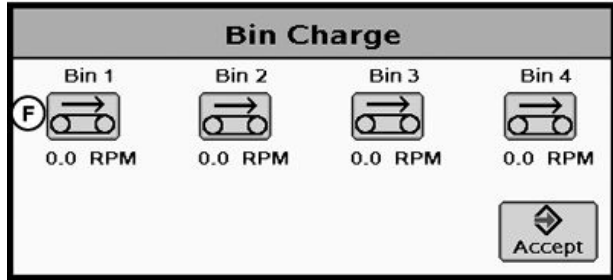 Bin Charge
Bin 1 Bin 2 Bin 3 Bin 4
F
0.0 RPM 0.0 RPM 0.0 RPM 0.0 RPM
Accept